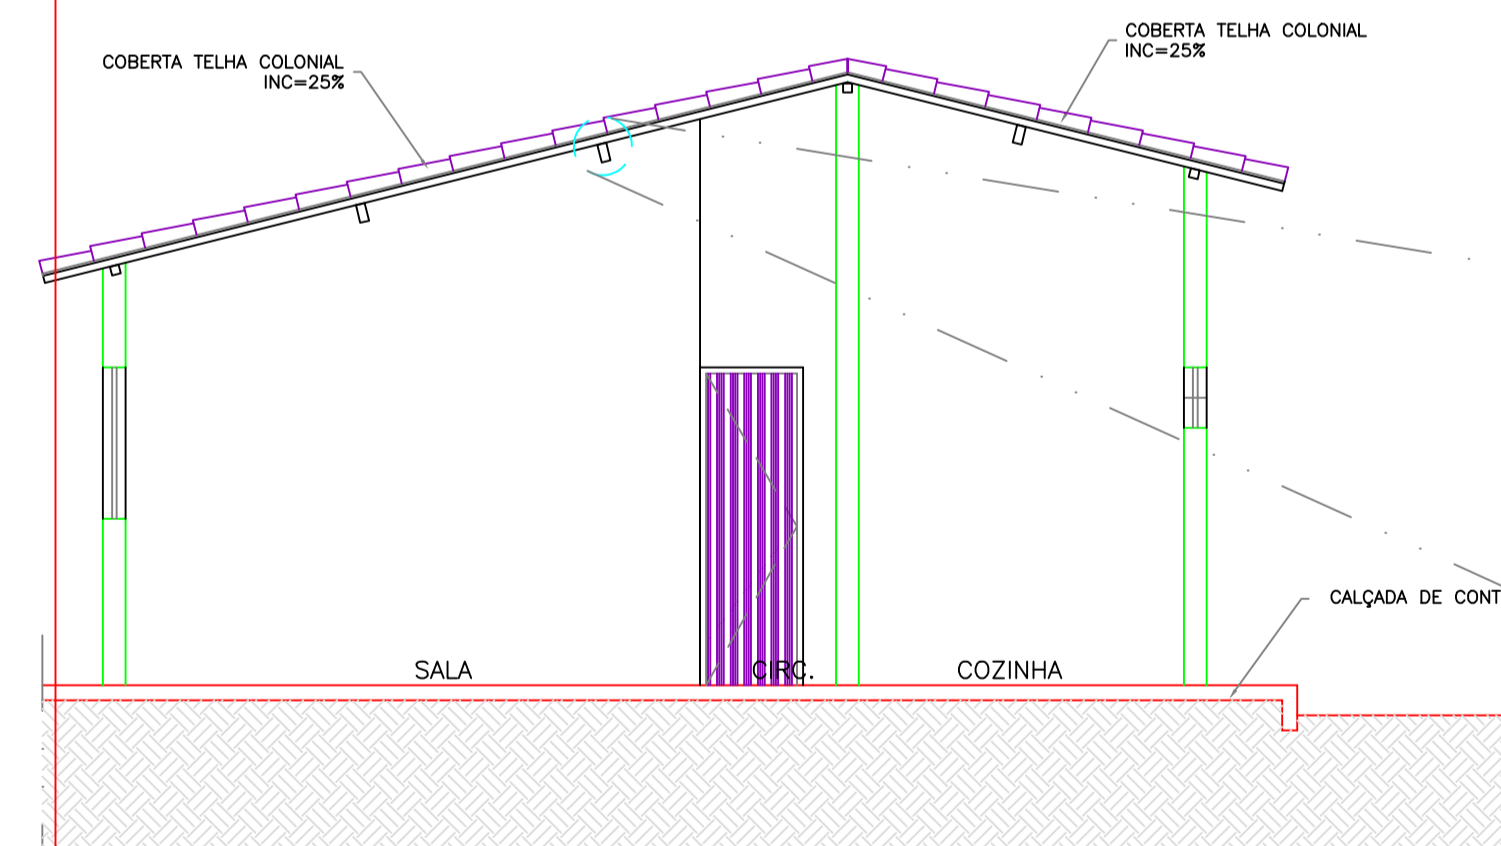 COBERTA TELHA COLONIAL
INC=25%
COBERTA TELHA COLONIAL
INC=25%
CALÇADA DE CONT
SALA
CIRC.
COZINHA